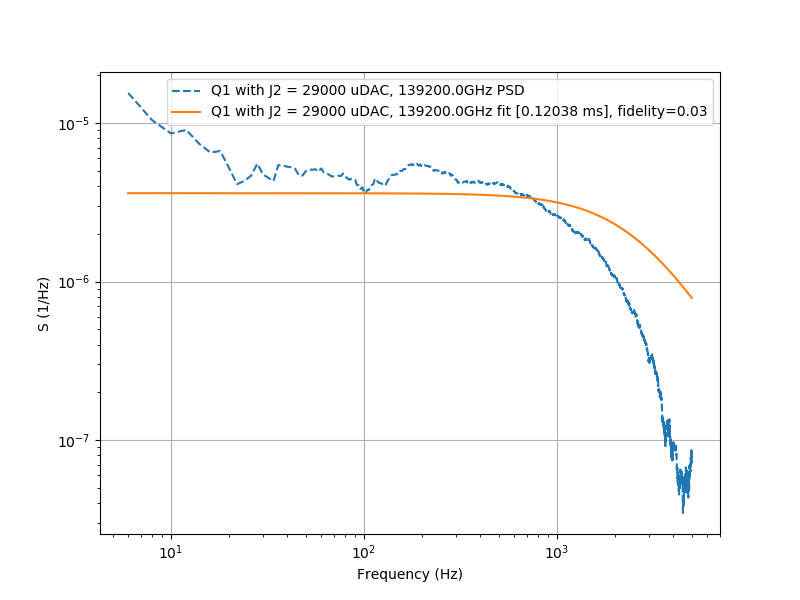 Q1 with J2 = 29000 uDAC, 139200.0GHz PSD
Q1 with J2 = 29000 uDAC, 139200.0GHz fit [0.12038 ms], fidelity=0.03
S (1/Hz)
10⁻⁵
10⁻⁶
10⁻⁷
10¹ 10² 10³
Frequency (Hz)